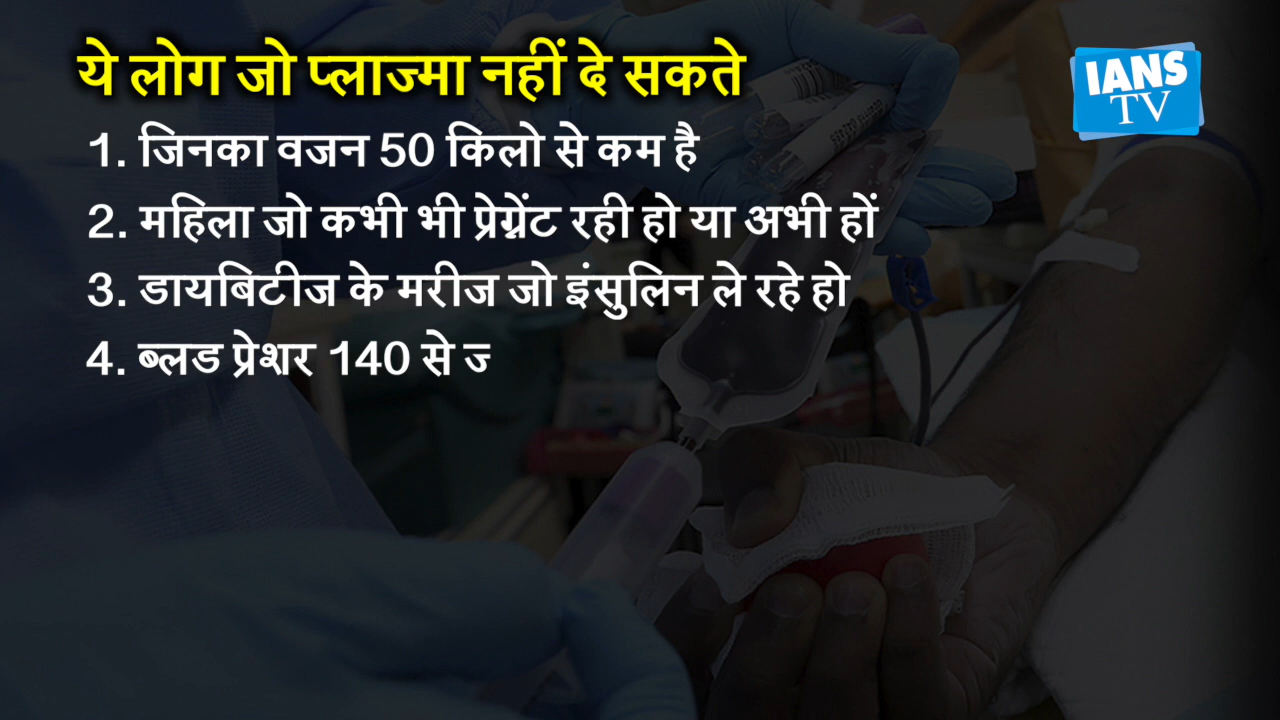 ये लोग जो प्लाज्मा नहीं दे सकते
IANS
TV
1. जिनका वजन 50 किलो से कम है
2. महिला जो कभी भी प्रेग्नेंट रही हो या अभी हों
3. डायबिटीज के मरीज जो इंसुलिन ले रहे हो
4. ब्लड प्रेशर 140 से